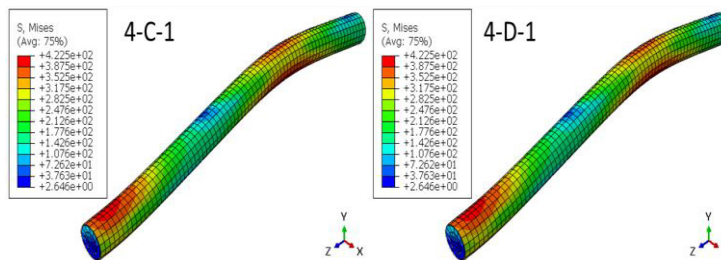 S, Mises
(Avg: 75%)
+4.225e+02
+3.875e+02
+3.525e+02
+3.175e+02
+2.825e+02
+2.476e+02
+2.126e+02
+1.776e+02
+1.426e+02
+1.076e+02
+7.262e+01
+3.763e+01
+2.646e+00
4-C-1
Y
Z
X
S, Mises
(Avg: 75%)
+4.225e+02
+3.875e+02
+3.525e+02
+3.175e+02
+2.825e+02
+2.476e+02
+2.126e+02
+1.776e+02
+1.426e+02
+1.076e+02
+7.262e+01
+3.763e+01
+2.646e+00
4-D-1
Y
Z
X